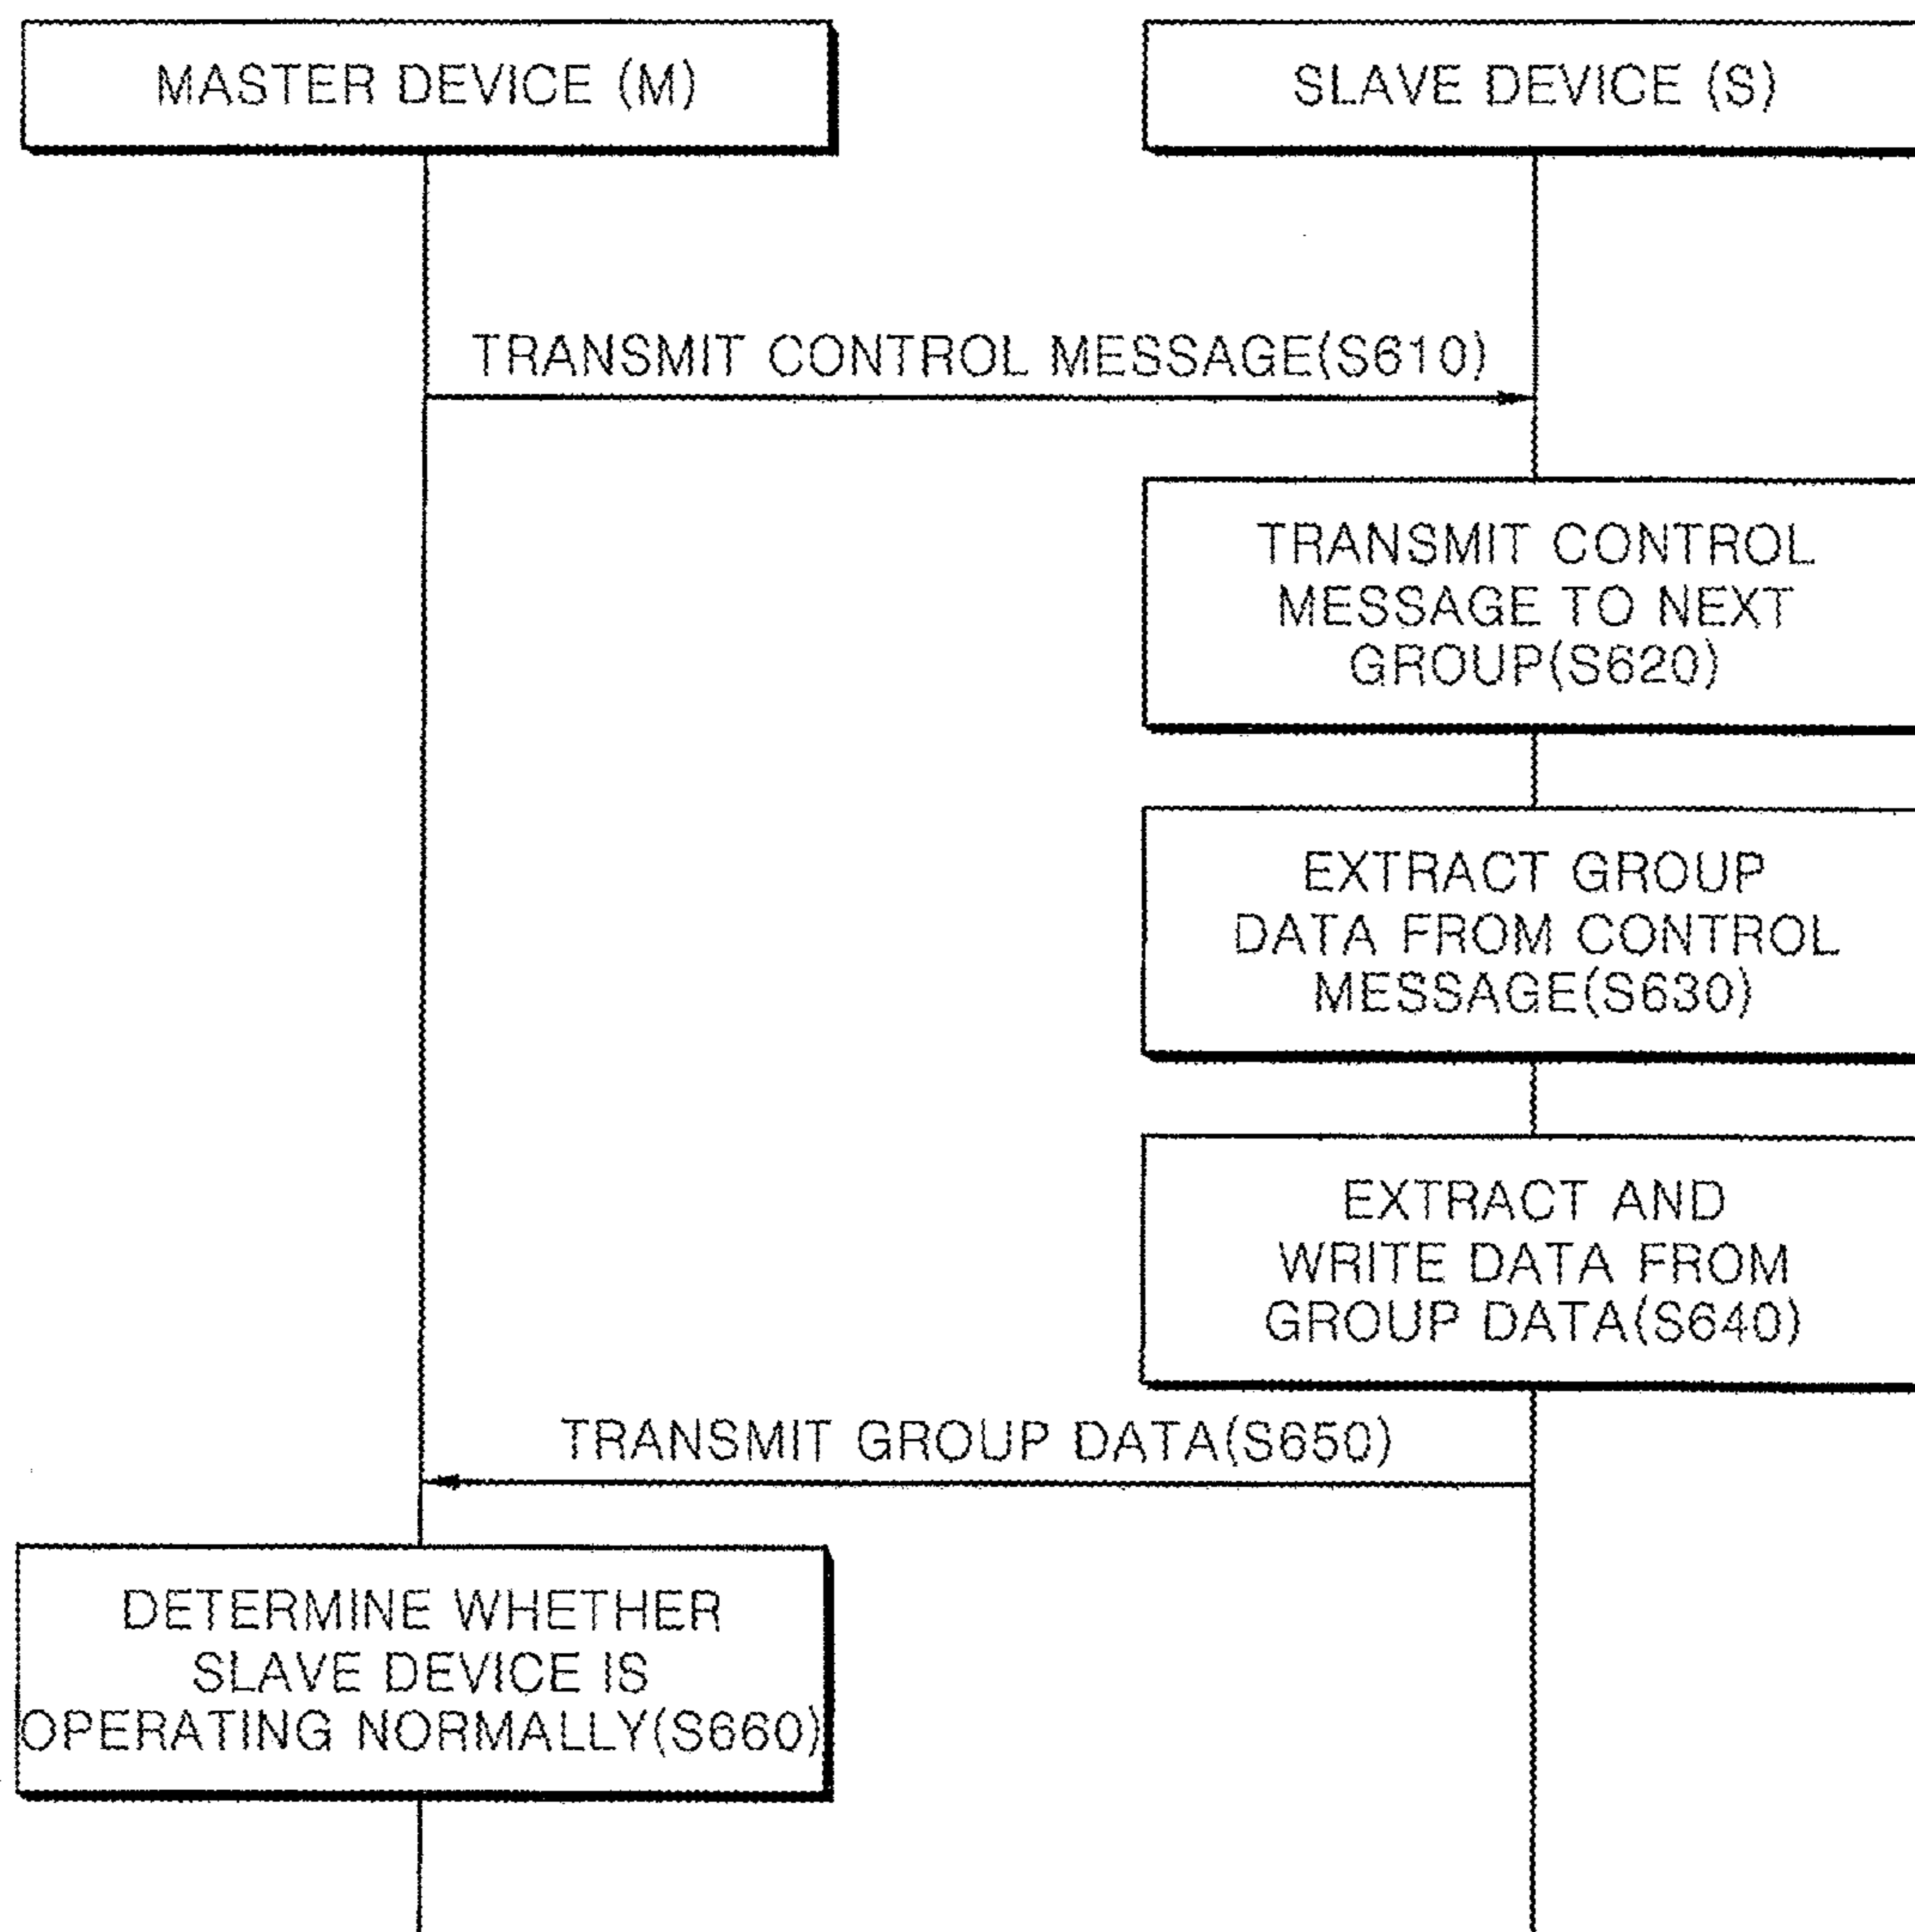 MASTER DEVICE (M)
SLAVE DEVICE (S)
TRANSMIT CONTROL MESSAGE(S610)
TRANSMIT CONTROL
MESSAGE TO NEXT
GROUP(S620)
EXTRACT GROUP
DATA FROM CONTROL
MESSAGE(S630)
EXTRACT AND
WRITE DATA FROM
GROUP DATA(S640)
TRANSMIT GROUP DATA(S650)
DETERMINE WHETHER
SLAVE DEVICE IS
OPERATING NORMALLY(S660)